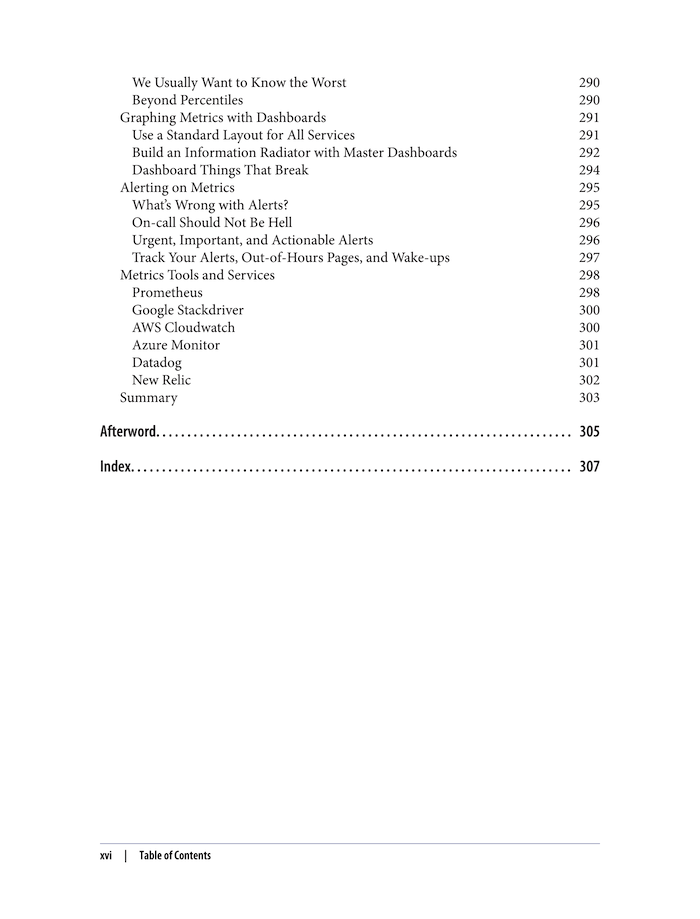 We Usually Want to Know the Worst 290
Beyond Percentiles 290
Graphing Metrics with Dashboards 291
Use a Standard Layout for All Services 291
Build an Information Radiator with Master Dashboards 292
Dashboard Things That Break 294
Alerting on Metrics 295
What's Wrong with Alerts? 295
On-call Should Not Be Hell 296
Urgent, Important, and Actionable Alerts 296
Track Your Alerts, Out-of-Hours Pages, and Wake-ups 297
Metrics Tools and Services 298
Prometheus 298
Google Stackdriver 300
AWS Cloudwatch 300
Azure Monitor 301
Datadog 301
New Relic 302
Summary 303
Afterword. . . . . . . . . . . . . . . . . . . . . . . . . . . . . . . . . . . . . . . . . . . . . . . . . . . . . . . . . . . . . . . . . . . 305
Index. . . . . . . . . . . . . . . . . . . . . . . . . . . . . . . . . . . . . . . . . . . . . . . . . . . . . . . . . . . . . . . . . . . . . . . 307
xvi | Table of Contents